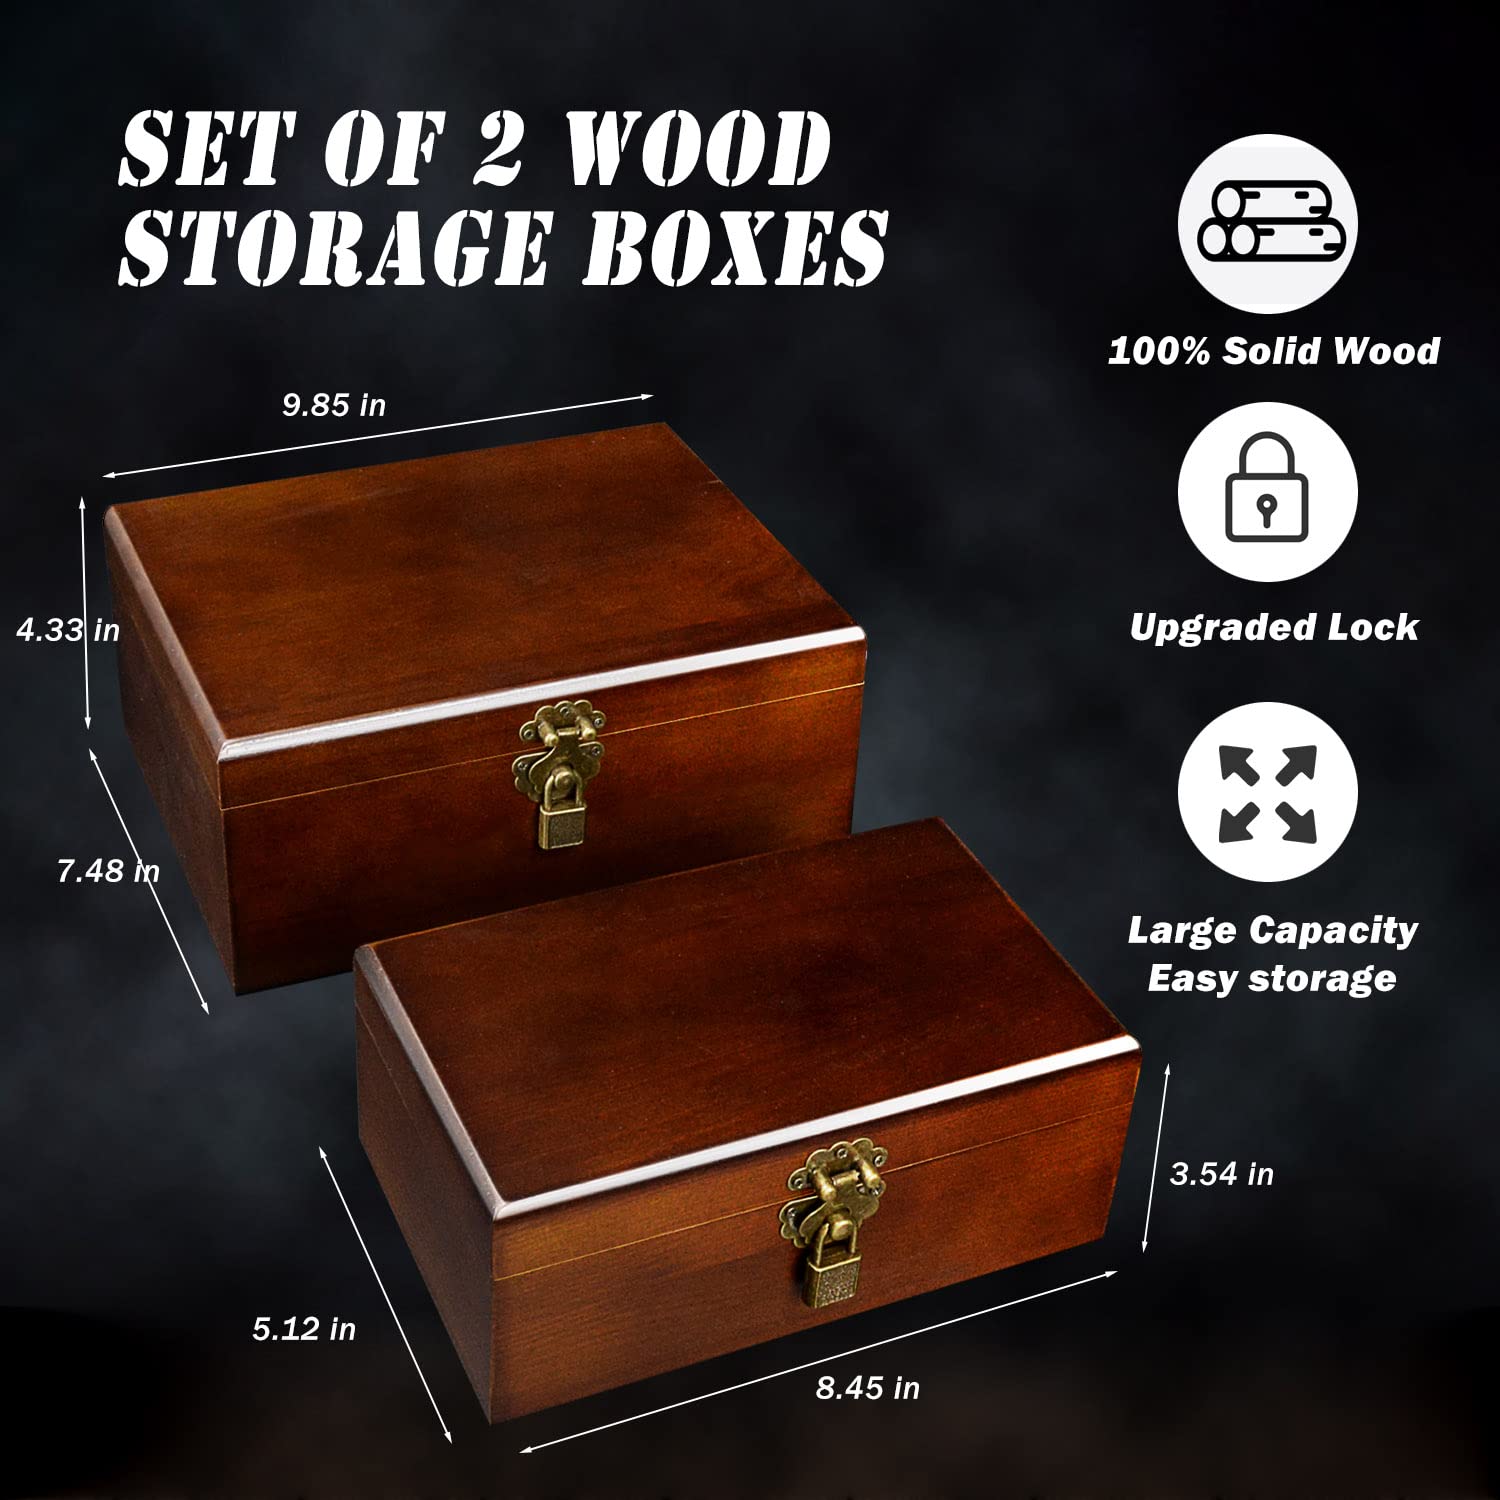 SET OF 2 WOOD
STORAGE BOXES
100% Solid Wood
Upgraded Lock
Large Capacity
Easy storage
9.85 in
4.33 in
7.48 in
3.54 in
5.12 in
8.45 in